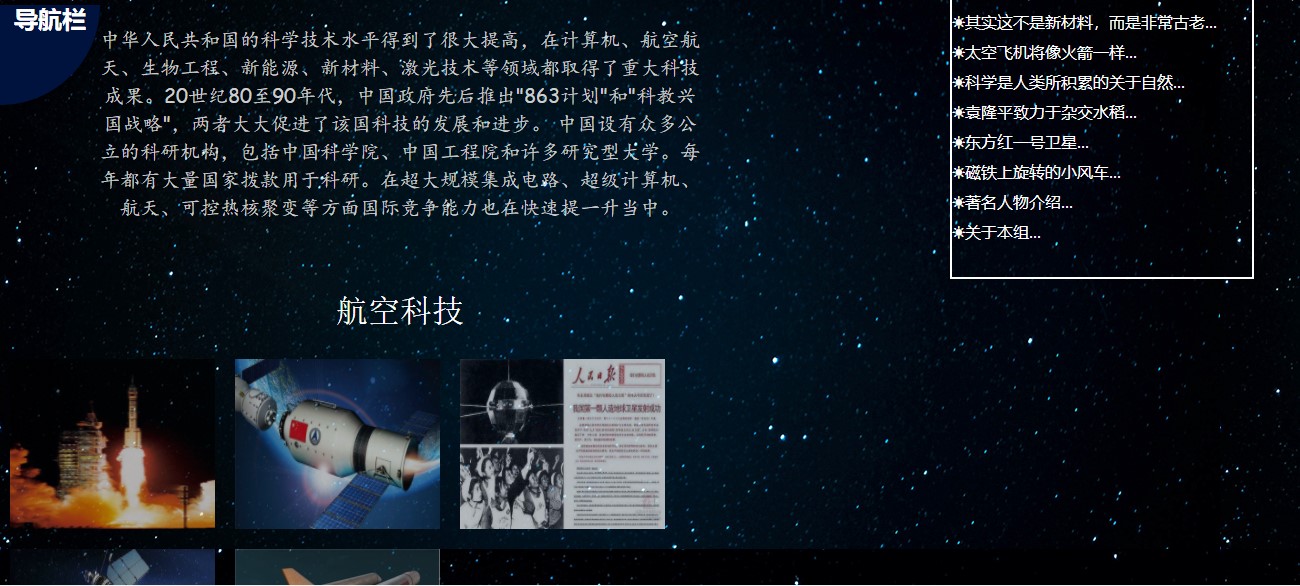 导航栏
中华人民共和国的科学技术水平得到了很大提高，在计算机、航空航
天、生物工程、新能源、新材料、激光技术等领域都取得了重大科技
成果。20世纪80至90年代，中国政府先后推出"863计划"和"科教兴
国战略"，两者大大促进了该国科技的发展和进步。 中国设有众多公
立的科研机构，包括中国科学院、中国工程院和许多研究型大学。每
年都有大量国家拨款用于科研。在超大规模集成电路、超级计算机、
航天、可控热核聚变等方面国际竞争能力也在快速提一升当中。
航空科技
人民日报
我国第一颗人造地球卫星发射成功
☀其实这不是新材料，而是非常古老...
☀太空飞机将像火箭一样...
☀科学是人类所积累的关于自然...
☀袁隆平致力于杂交水稻...
☀东方红一号卫星...
☀磁铁上旋转的小风车...
☀著名人物介绍...
☀关于本组...